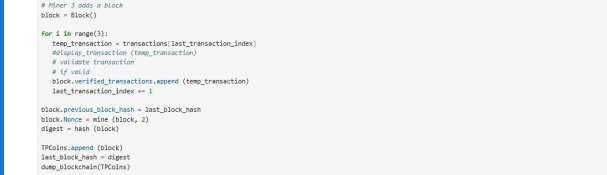 # Miner 3 adds a block
block = Block()
for i in range(3):
temp_transaction = transactions[last_transaction_index]
#display_transaction (temp_transaction)
# validate transaction
# if valid
block.verified_transactions.append (temp_transaction)
last_transaction_index += 1
block.previous_block_hash = last_block_hash
block.Nonce = mine (block, 2)
digest = hash (block)
TPCoins.append (block)
last_block_hash = digest
dump_blockchain(TPCoins)